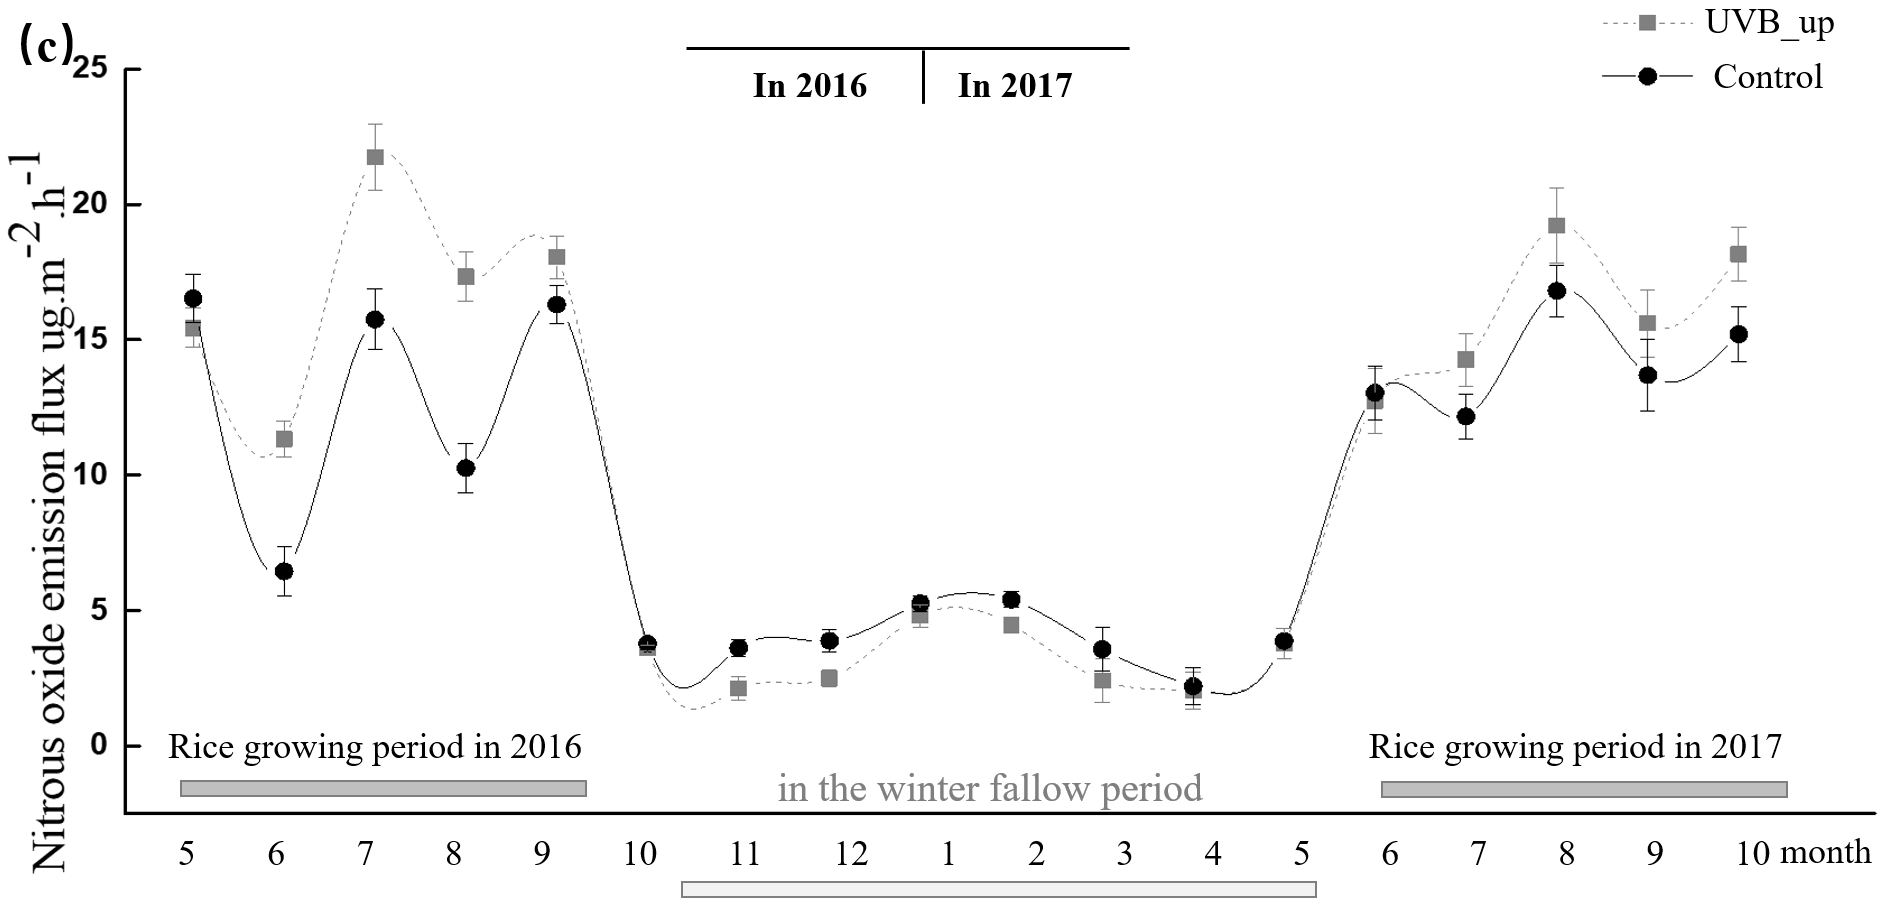 (c)
UVB_up
Control
In 2016
In 2017
Nitrous oxide emission flux ug.m-2.h-1
25
20
15
10
5
0
Rice growing period in 2016
in the winter fallow period
Rice growing period in 2017
5 6 7 8 9 10 11 12 1 2 3 4 5 6 7 8 9 10 month